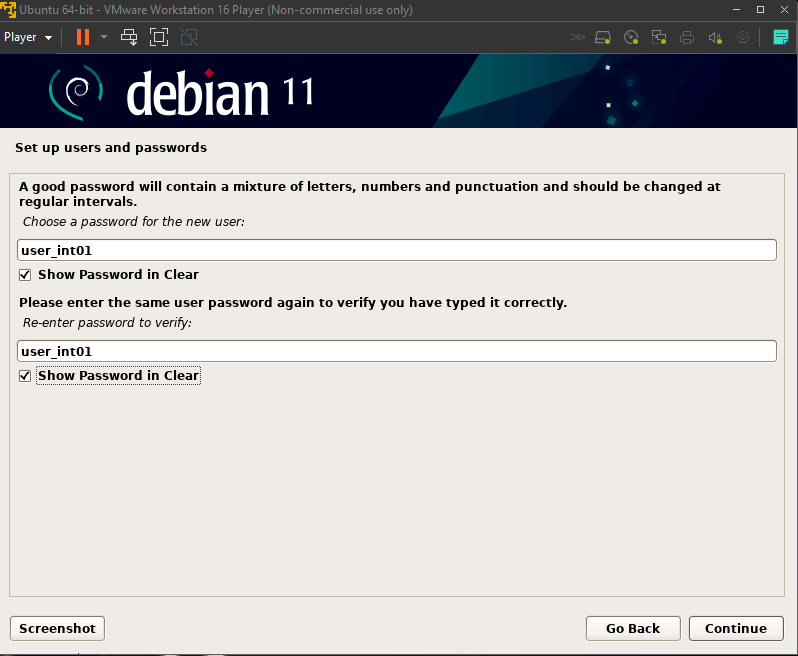 Ubuntu 64-bit - VMware Workstation 16 Player (Non-commercial use only)
Player
debian 11
Set up users and passwords
A good password will contain a mixture of letters, numbers and punctuation and should be changed at
regular intervals.
Choose a password for the new user:
user_int01
Show Password in Clear
Please enter the same user password again to verify you have typed it correctly.
Re-enter password to verify:
user_int01
Show Password in Clear
Screenshot
Go Back
Continue